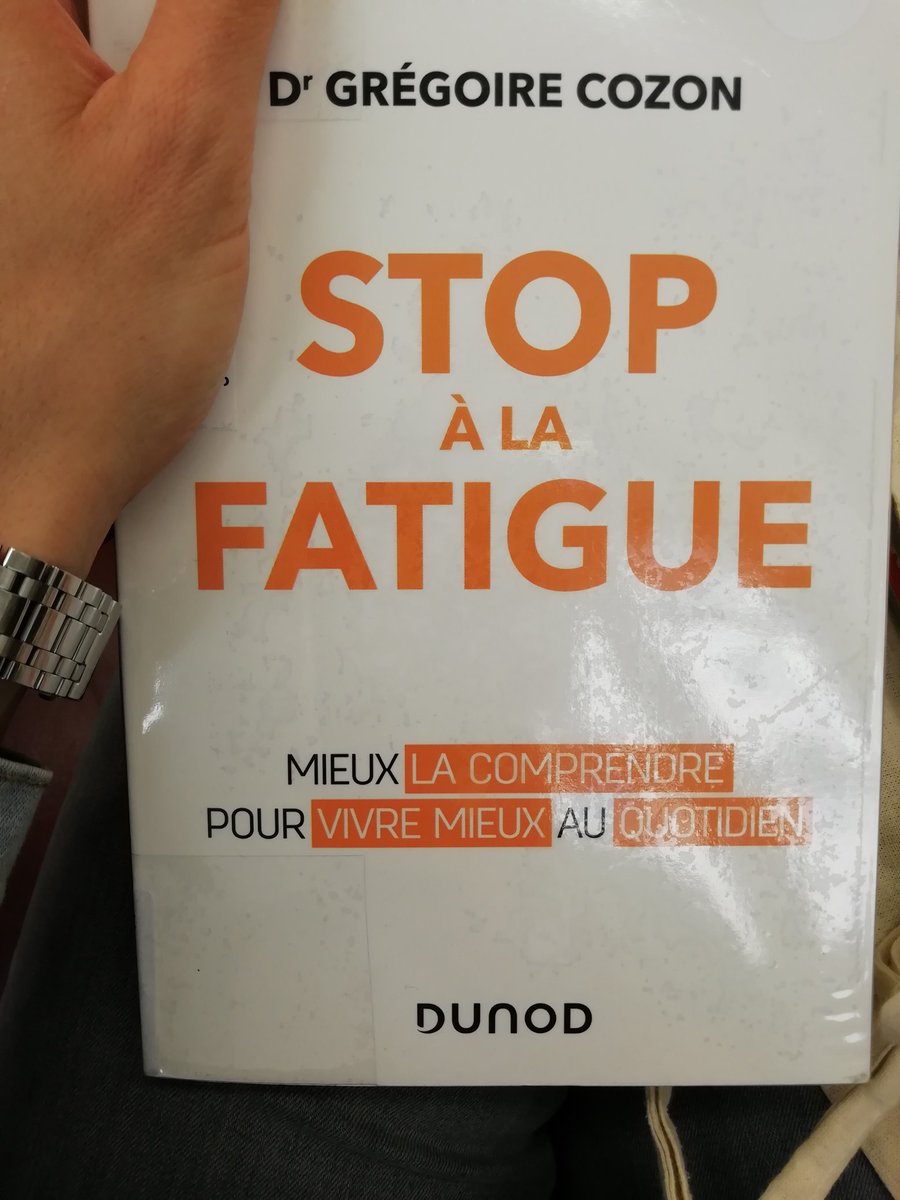 Dr GRÉGOIRE COZON
STOP
À LA
FATIGUE
MIEUX LA COMPRENDRE
POUR VIVRE MIEUX AU QUOTIDIEN
DUNOD